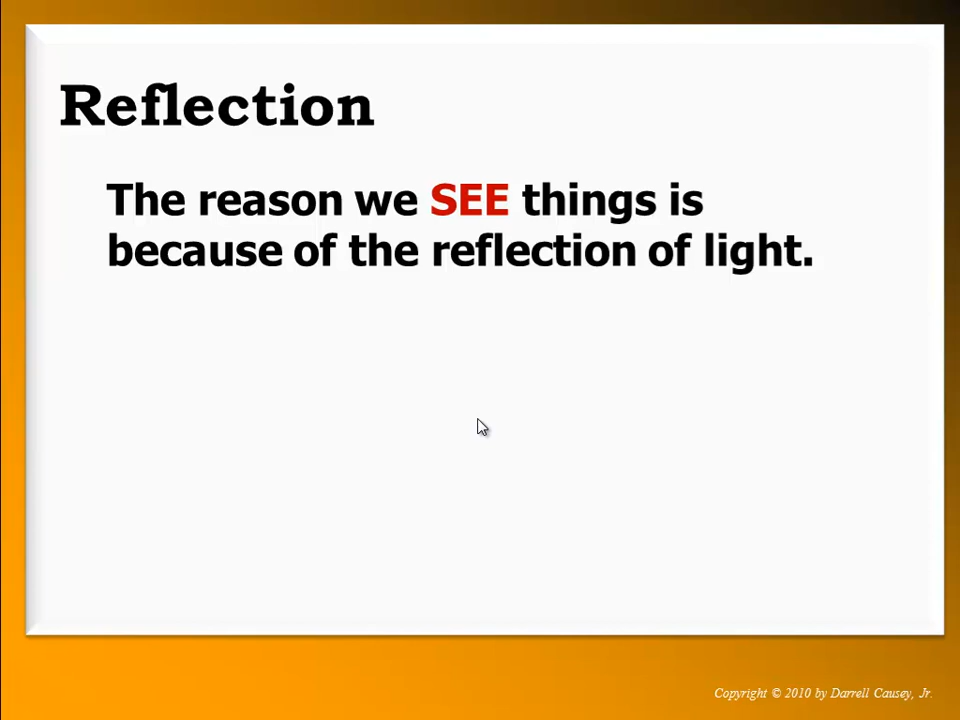 Reflection
The reason we SEE things is
because of the reflection of light.
Copyright © 2010 by Darrell Causey, Jr.